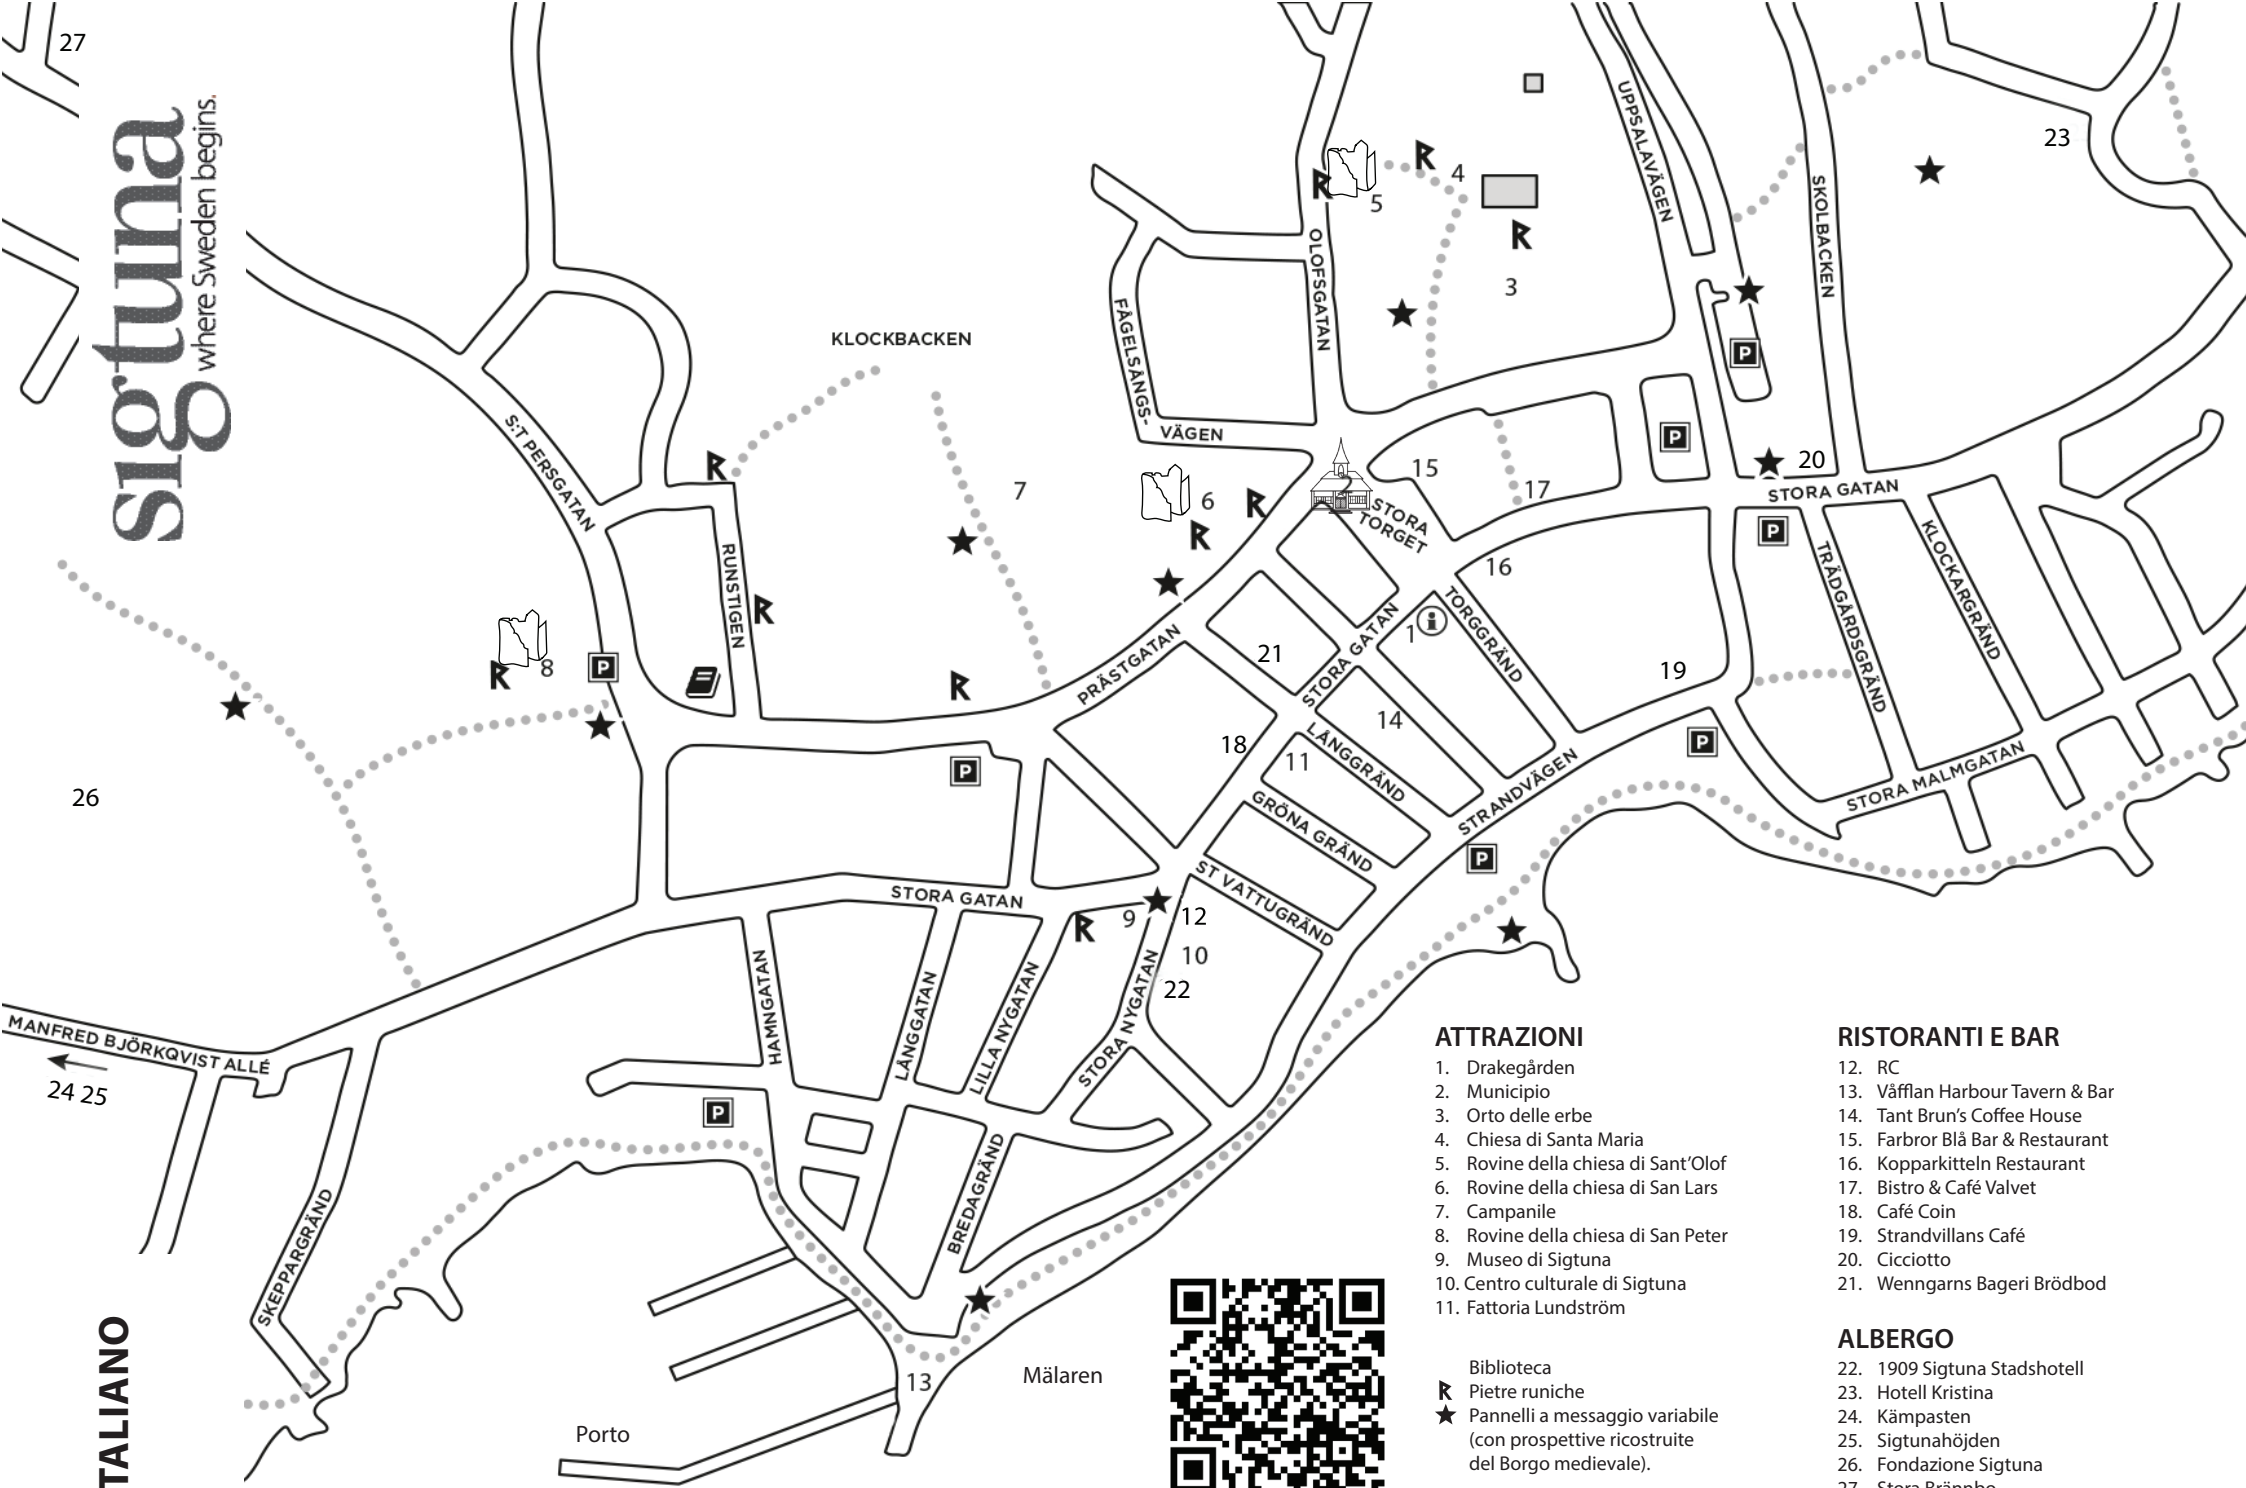 27
sigtuna
where Sweden begins.
TALIANO
KLOCKBACKEN
UPPSALAVÄGEN
SKOLBACKEN
23
4
5
3
OLOFSGATAN
FÅGELSÅNGS-
VÄGEN
S:T PERSGATAN
RUNSTIGEN
7
6
2
STORA
TORGET
15
17
P
P
20
STORA GATAN
P
16
TORGGRÄND
1
STORA GATAN
TRÄDGÅRDSGRÄND
KLOCKARGRÄND
8
P
PRÄSTGATAN
21
19
14
18
LÅNGGRÄND
11
STRANDVÄGEN
P
STORA MALMGATAN
26
P
GRÖNA GRÄND
P
ST VATTUGRÄND
STORA GATAN
9
12
10
22
HAMNGATAN
LÅNGGATAN
LILLA NYGATAN
STORA NYGATAN
MANFRED BJÖRKQVIST ALLÉ
24 25
P
SKEPPARGRÄND
BREDAGRÄND
13
Mälaren
Porto
ATTRAZIONI
1. Drakegården
2. Municipio
3. Orto delle erbe
4. Chiesa di Santa Maria
5. Rovine della chiesa di Sant’Olof
6. Rovine della chiesa di San Lars
7. Campanile
8. Rovine della chiesa di San Peter
9. Museo di Sigtuna
10. Centro culturale di Sigtuna
11. Fattoria Lundström
Biblioteca
Pietre runiche
Pannelli a messaggio variabile
(con prospettive ricostruite
del Borgo medievale).
RISTORANTI E BAR
12. RC
13. Våfflan Harbour Tavern & Bar
14. Tant Brun’s Coffee House
15. Farbror Blå Bar & Restaurant
16. Kopparkitteln Restaurant
17. Bistro & Café Valvet
18. Café Coin
19. Strandvillans Café
20. Cicciotto
21. Wenngarns Bageri Brödbod
ALBERGO
22. 1909 Sigtuna Stadshotell
23. Hotell Kristina
24. Kämpasten
25. Sigtunahöjden
26. Fondazione Sigtuna
27. Stora Brännbo